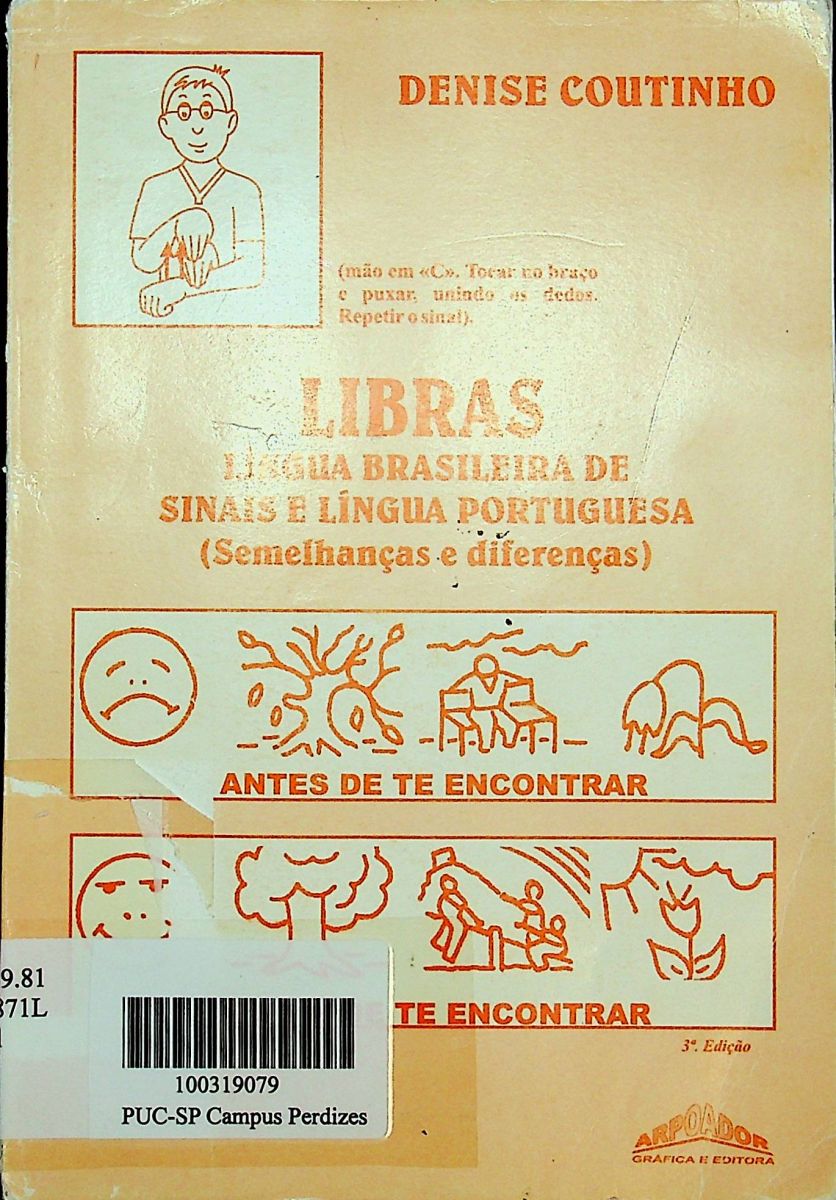 DENISE COUTINHO
(mão em «C». Tocar no braço
e puxar, unindo os dedos.
Repetir o sinal).
LIBRAS
LÍNGUA BRASILEIRA DE
SINAIS E LÍNGUA PORTUGUESA
(Semelhanças e diferenças)
ANTES DE TE ENCONTRAR
TE ENCONTRAR
3ª. Edição
9.81
871L
100319079
PUC-SP Campus Perdizes
ARPOADOR
GRÁFICA E EDITORA